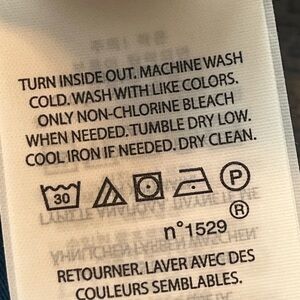 TURN INSIDE OUT. MACHINE WASH
COLD. WASH WITH LIKE COLORS.
ONLY NON-CHLORINE BLEACH
WHEN NEEDED. TUMBLE DRY LOW.
COOL IRON IF NEEDED. DRY CLEAN.
30 P
n°1529 ®
RETOURNER. LAVER AVEC DES
COULEURS SEMBLABLES.